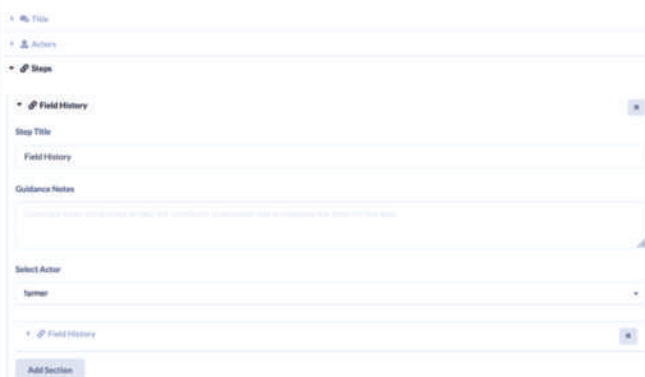 Title
Actors
Steps
Field History
Step Title
Field History
Guidance Notes
Select Actor
farmer
Field History
Add Section